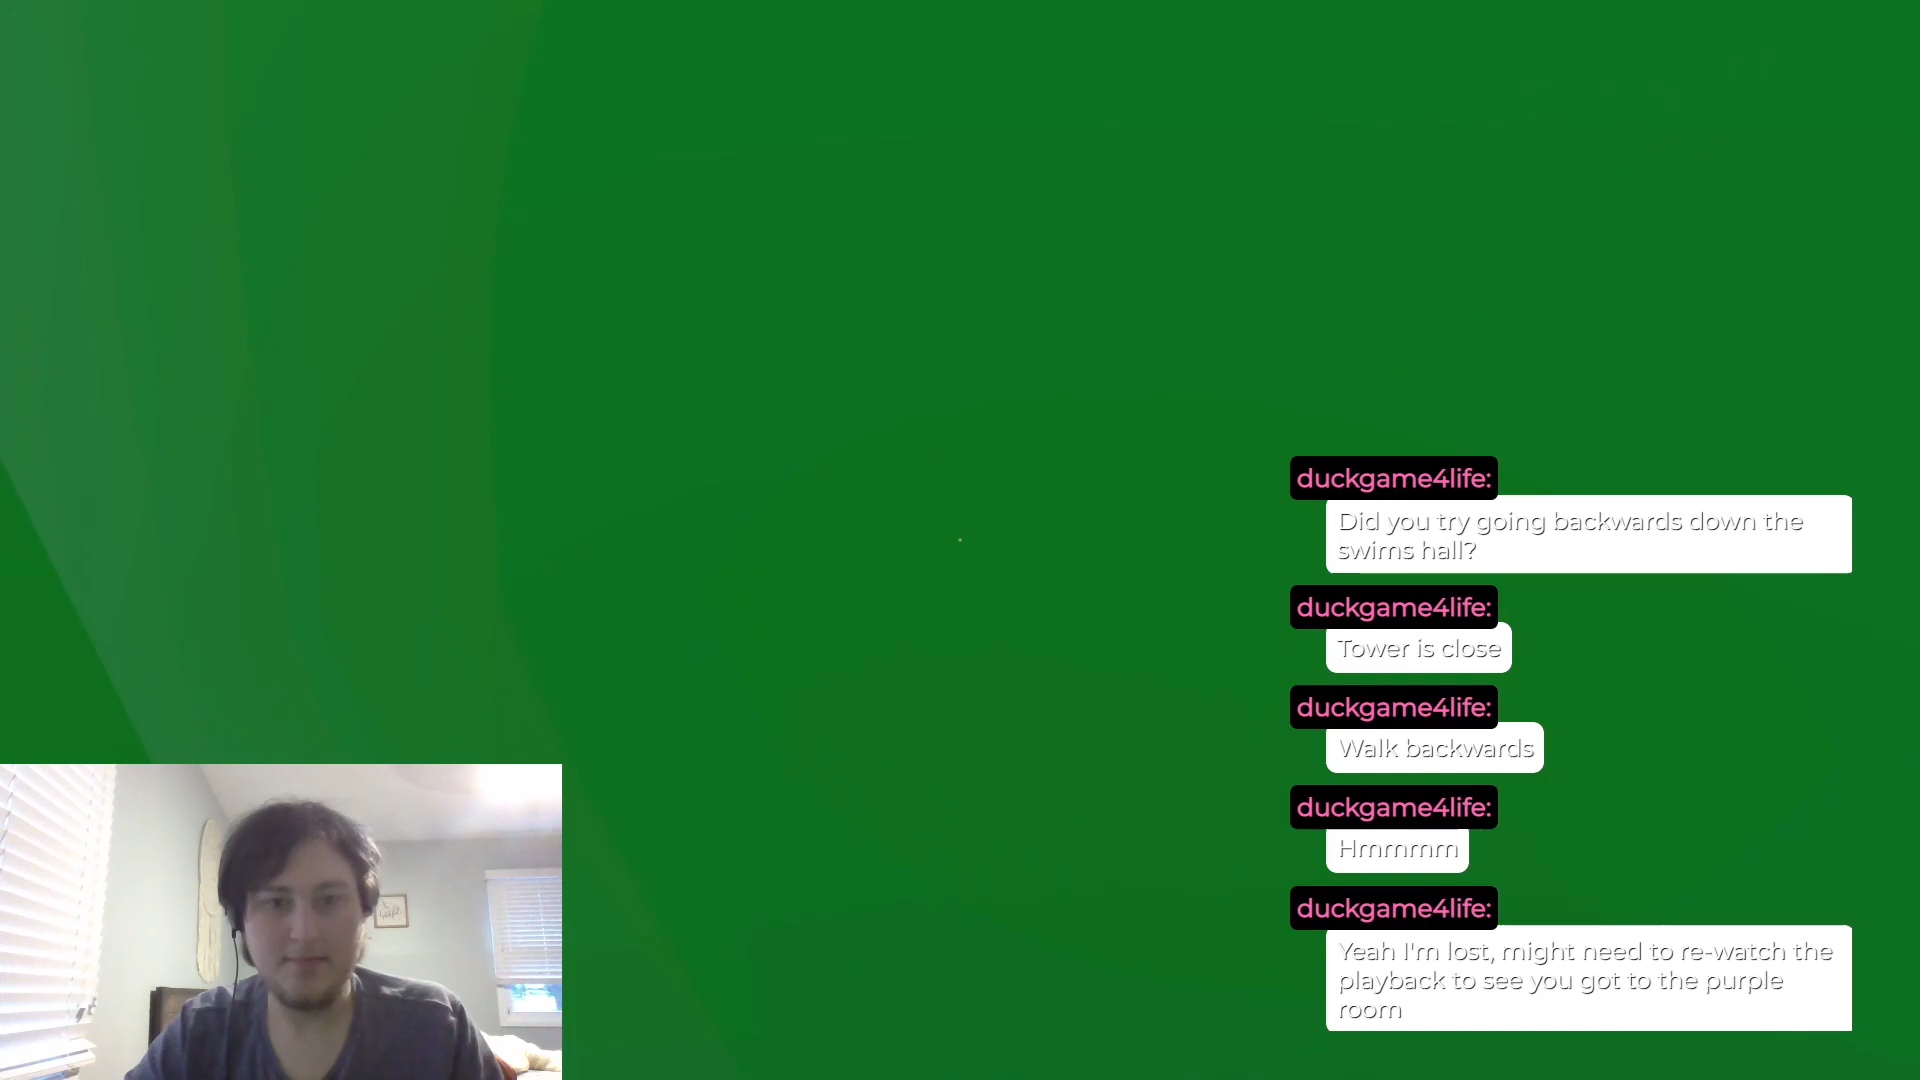 duckgame4life:
Did you try going backwards down the
swims hall?
duckgame4life:
Tower is close
duckgame4life:
Walk backwards
duckgame4life:
Hmmmm
duckgame4life:
Yeah I'm lost, might need to re-watch the
playback to see you got to the purple
room